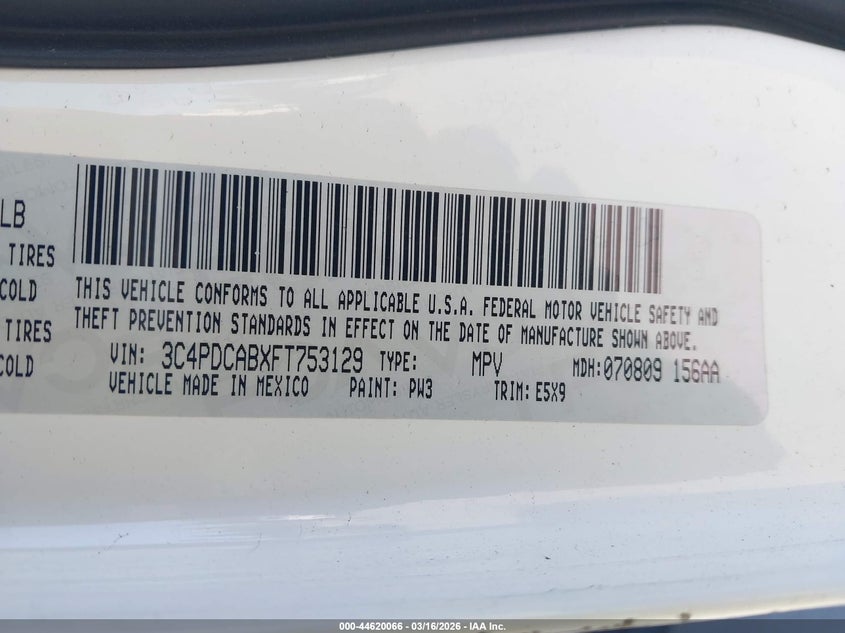 LB
TIRES
COLD
TIRES
COLD
THIS VEHICLE CONFORMS TO ALL APPLICABLE U.S.A. FEDERAL MOTOR VEHICLE SAFETY AND
THEFT PREVENTION STANDARDS IN EFFECT ON THE DATE OF MANUFACTURE SHOWN ABOVE.
VIN: 3C4PDCABXFT753129 TYPE: MPV MDH:070809 156AA
VEHICLE MADE IN MEXICO PAINT: PW3 TRIM: E5X9
000-44620066 - 03/16/2026 - IAA Inc.